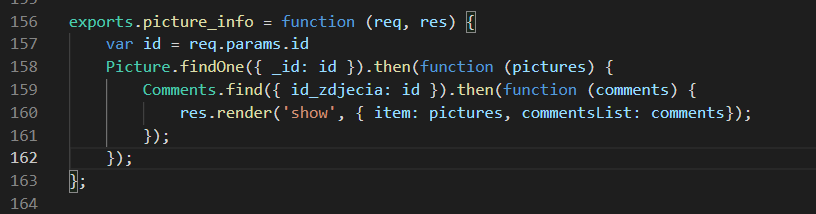 156 exports.picture_info = function (req, res) {
157 var id = req.params.id
158 Picture.findOne({ _id: id }).then(function (pictures) {
159 Comments.find({ id_zdjecia: id }).then(function (comments) {
160 res.render('show', { item: pictures, commentsList: comments});
161 });
162 });
163 };
164